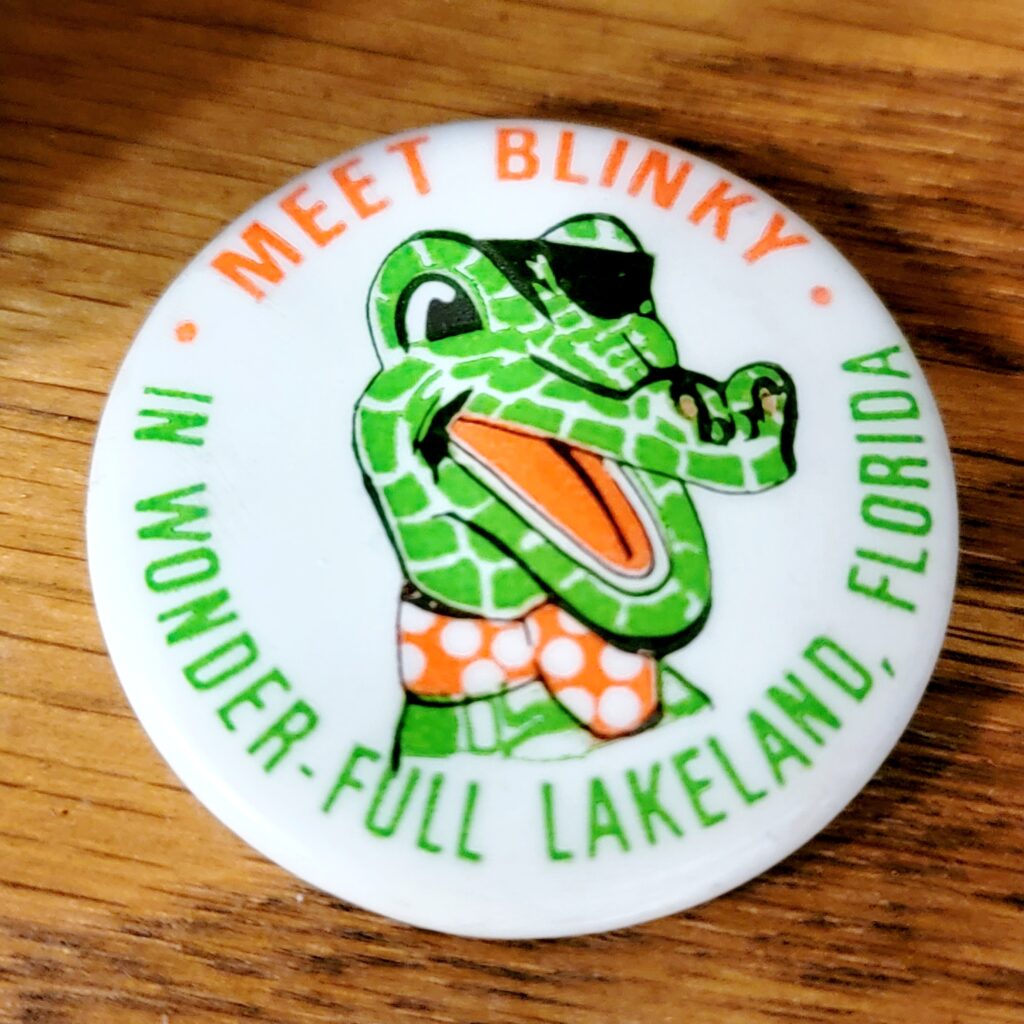 MEET BLINKY
IN WONDER-FULL LAKELAND, FLORIDA